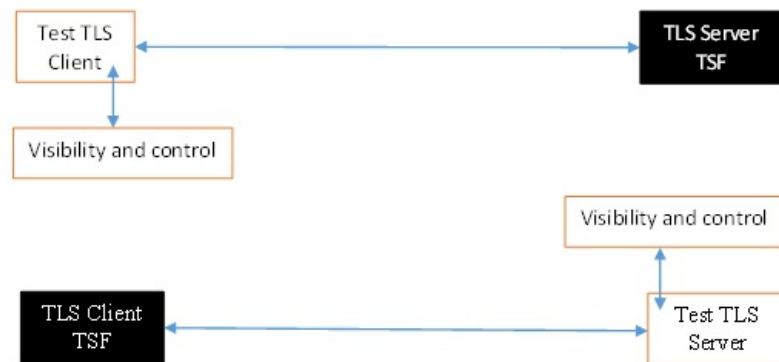 Test TLS
Client
TLS Server
TSF
Visibility and control
Visibility and control
TLS Client
TSF
Test TLS
Server